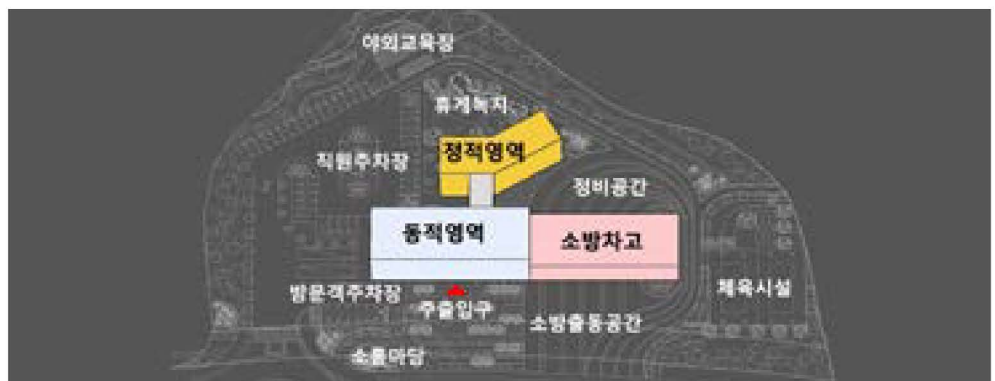 야외교육장
휴게녹지
정적영역
직원주차장
정비공간
동적영역
소방차고
방문객주차장
체육시설
주출입구
소방출동공간
소통마당